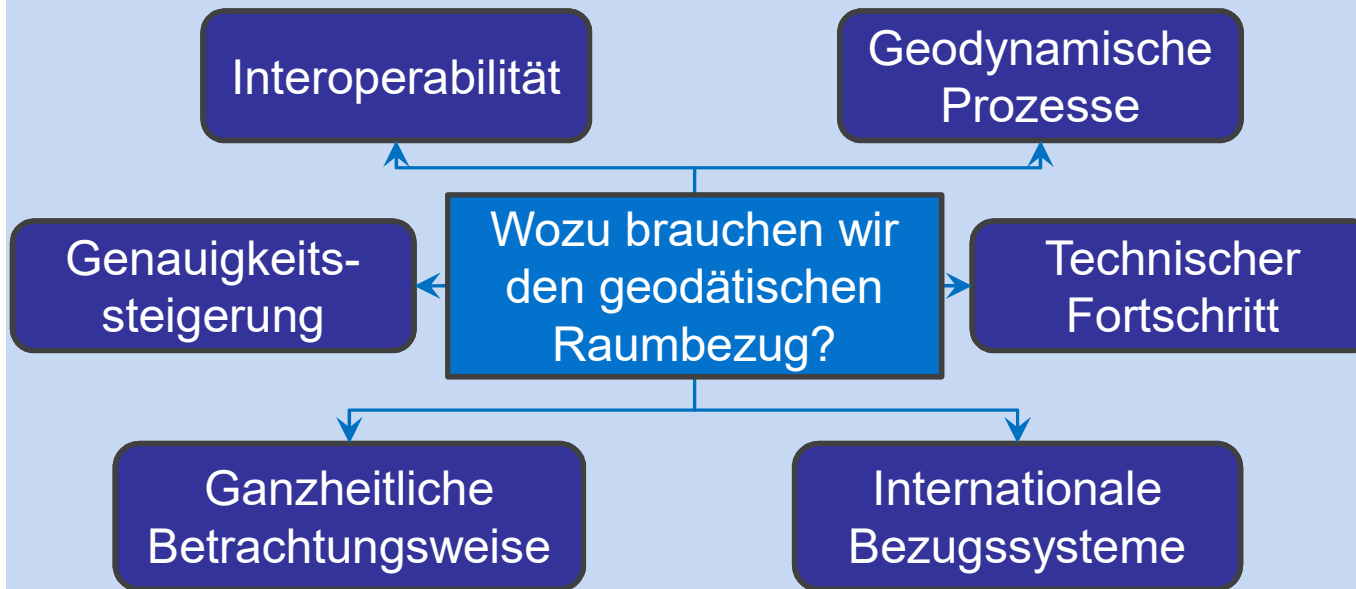 Interoperabilität
Geodynamische
Prozesse
Genauigkeits-
steigerung
Wozu brauchen wir
den geodätischen
Raumbezug?
Technischer
Fortschritt
Ganzheitliche
Betrachtungsweise
Internationale
Bezugssysteme